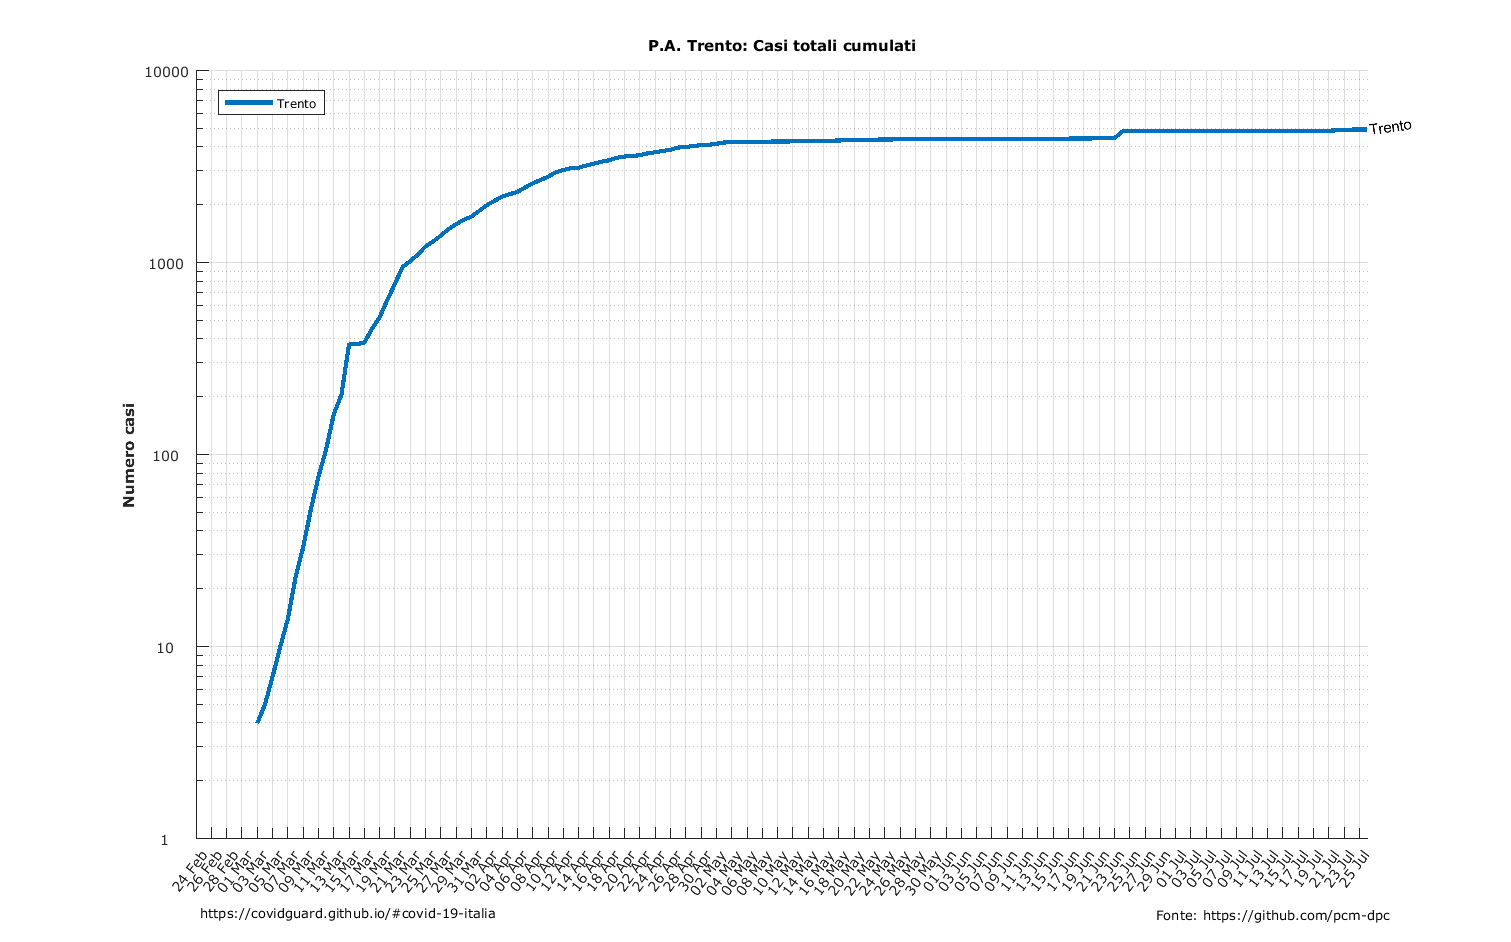 P.A. Trento: Casi totali cumulati
10000
1000
100
10
1
Numero casi
Trento
Trento
24 Feb
26 Feb
28 Feb
01 Mar
03 Mar
05 Mar
07 Mar
09 Mar
11 Mar
13 Mar
15 Mar
17 Mar
19 Mar
21 Mar
23 Mar
25 Mar
27 Mar
29 Mar
31 Mar
02 Apr
04 Apr
06 Apr
08 Apr
10 Apr
12 Apr
14 Apr
16 Apr
18 Apr
20 Apr
22 Apr
24 Apr
26 Apr
28 Apr
30 Apr
02 May
04 May
06 May
08 May
10 May
12 May
14 May
16 May
18 May
20 May
22 May
24 May
26 May
28 May
30 May
01 Jun
03 Jun
05 Jun
07 Jun
09 Jun
11 Jun
13 Jun
15 Jun
17 Jun
19 Jun
21 Jun
23 Jun
25 Jun
27 Jun
29 Jun
01 Jul
03 Jul
05 Jul
07 Jul
09 Jul
11 Jul
13 Jul
15 Jul
17 Jul
19 Jul
21 Jul
23 Jul
25 Jul
https://covidguard.github.io/#covid-19-italia
Fonte: https://github.com/pcm-dpc